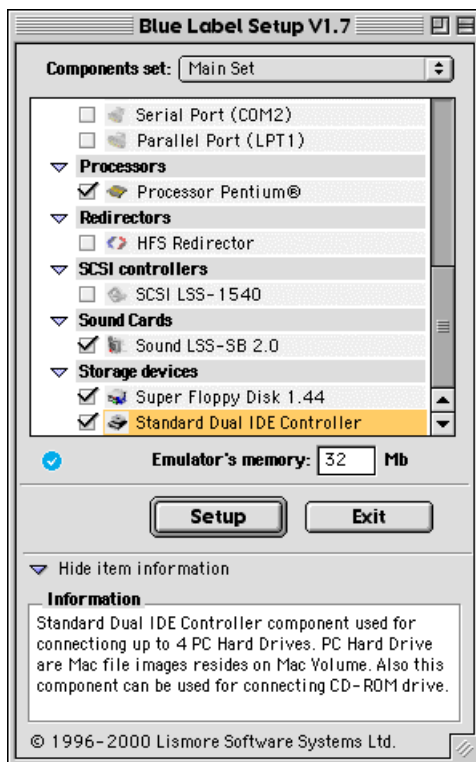 Blue Label Setup V1.7
Components set: Main Set
Serial Port (COM2)
Parallel Port (LPT1)
Processors
Processor Pentium®
Redirectors
HFS Redirector
SCSI controllers
SCSI LSS-1540
Sound Cards
Sound LSS-SB 2.0
Storage devices
Super Floppy Disk 1.44
Standard Dual IDE Controller
Emulator's memory: 32 Mb
Setup Exit
Hide item information
Information
Standard Dual IDE Controller component used for
connectiong up to 4 PC Hard Drives. PC Hard Drive
are Mac file images resides on Mac Volume. Also this
component can be used for connecting CD-ROM drive.
© 1996-2000 Lismore Software Systems Ltd.